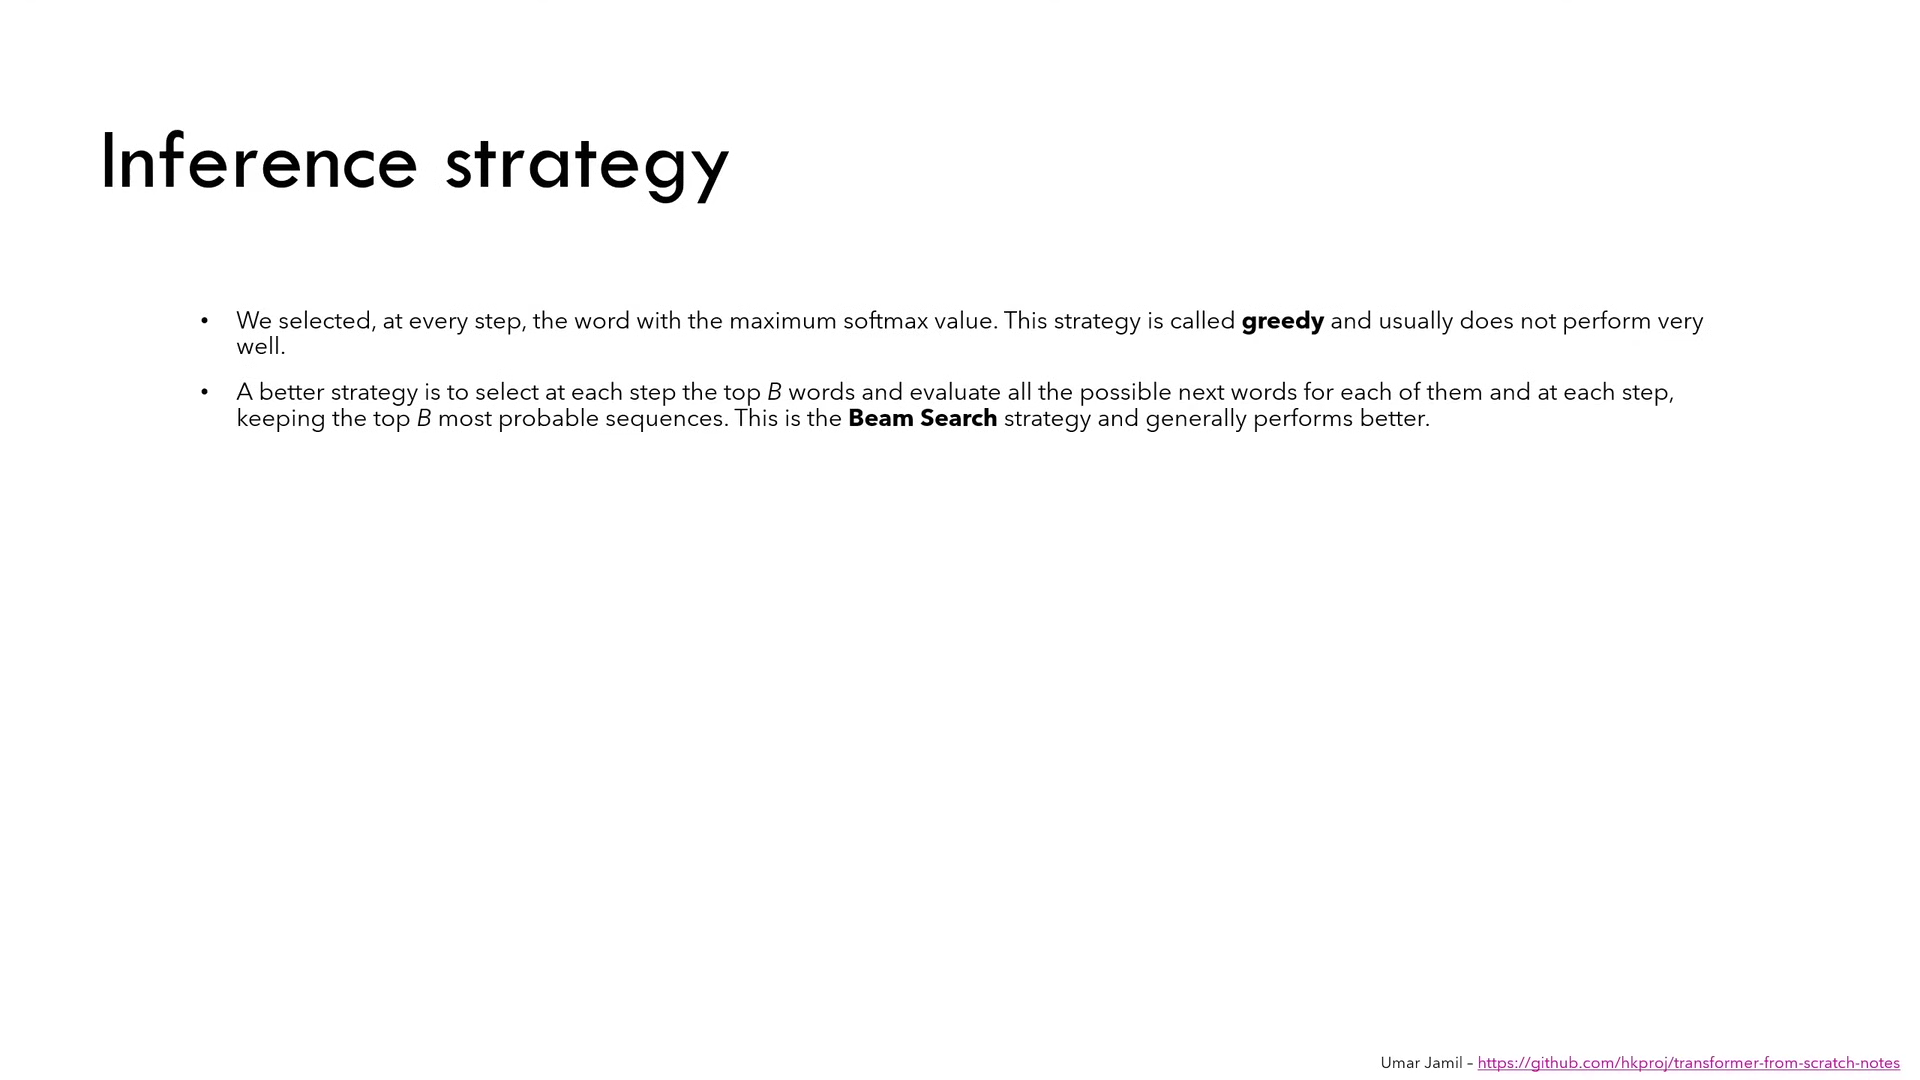 Inference strategy
• We selected, at every step, the word with the maximum softmax value. This strategy is called greedy and usually does not perform very
well.
• A better strategy is to select at each step the top B words and evaluate all the possible next words for each of them and at each step,
keeping the top B most probable sequences. This is the Beam Search strategy and generally performs better.
Umar Jamil – https://github.com/hkproj/transformer-from-scratch-notes